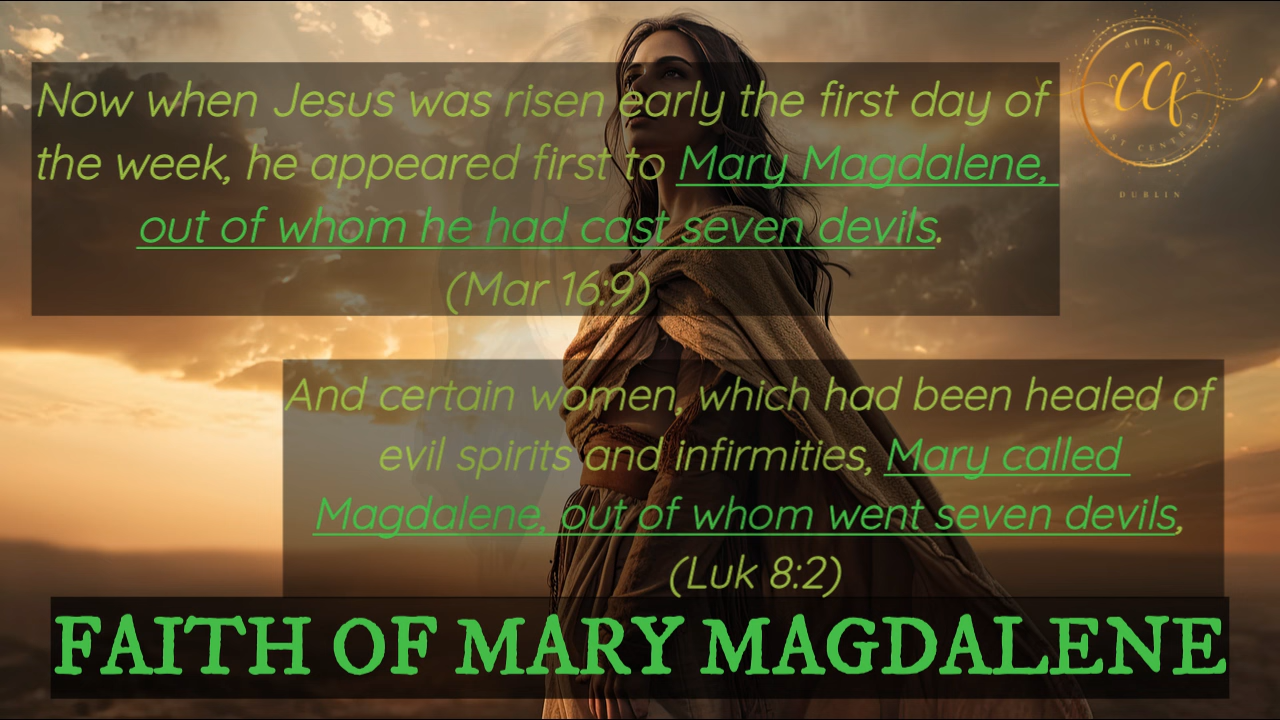 Now when Jesus was risen early the first day of
the week, he appeared first to Mary Magdalene,
out of whom he had cast seven devils.
(Mar 16:9)
CCf
DUBLIN
And certain women, which had been healed of
evil spirits and infirmities, Mary called
Magdalene, out of whom went seven devils,
(Luk 8:2)
FAITH OF MARY MAGDALENE